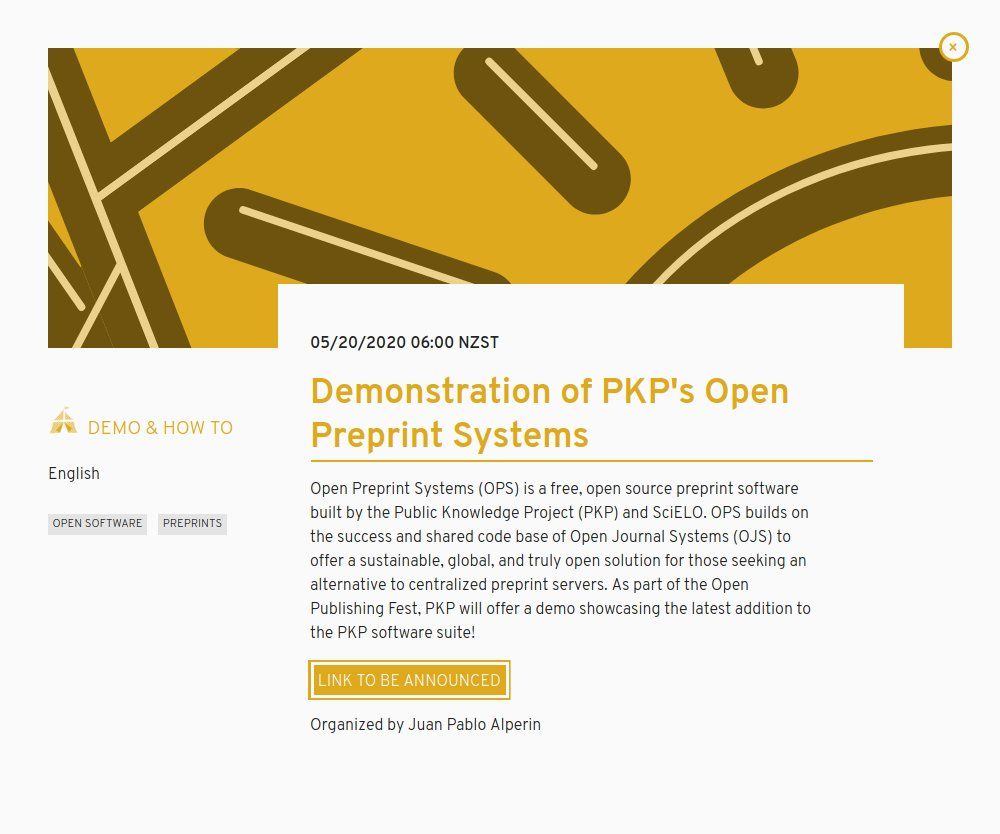 ×
05/20/2020 06:00 NZST
Demonstration of PKP's Open
Preprint Systems
DEMO & HOW TO
English
OPEN SOFTWARE PREPRINTS
Open Preprint Systems (OPS) is a free, open source preprint software
built by the Public Knowledge Project (PKP) and SciELO. OPS builds on
the success and shared code base of Open Journal Systems (OJS) to
offer a sustainable, global, and truly open solution for those seeking an
alternative to centralized preprint servers. As part of the Open
Publishing Fest, PKP will offer a demo showcasing the latest addition to
the PKP software suite!
LINK TO BE ANNOUNCED
Organized by Juan Pablo Alperin